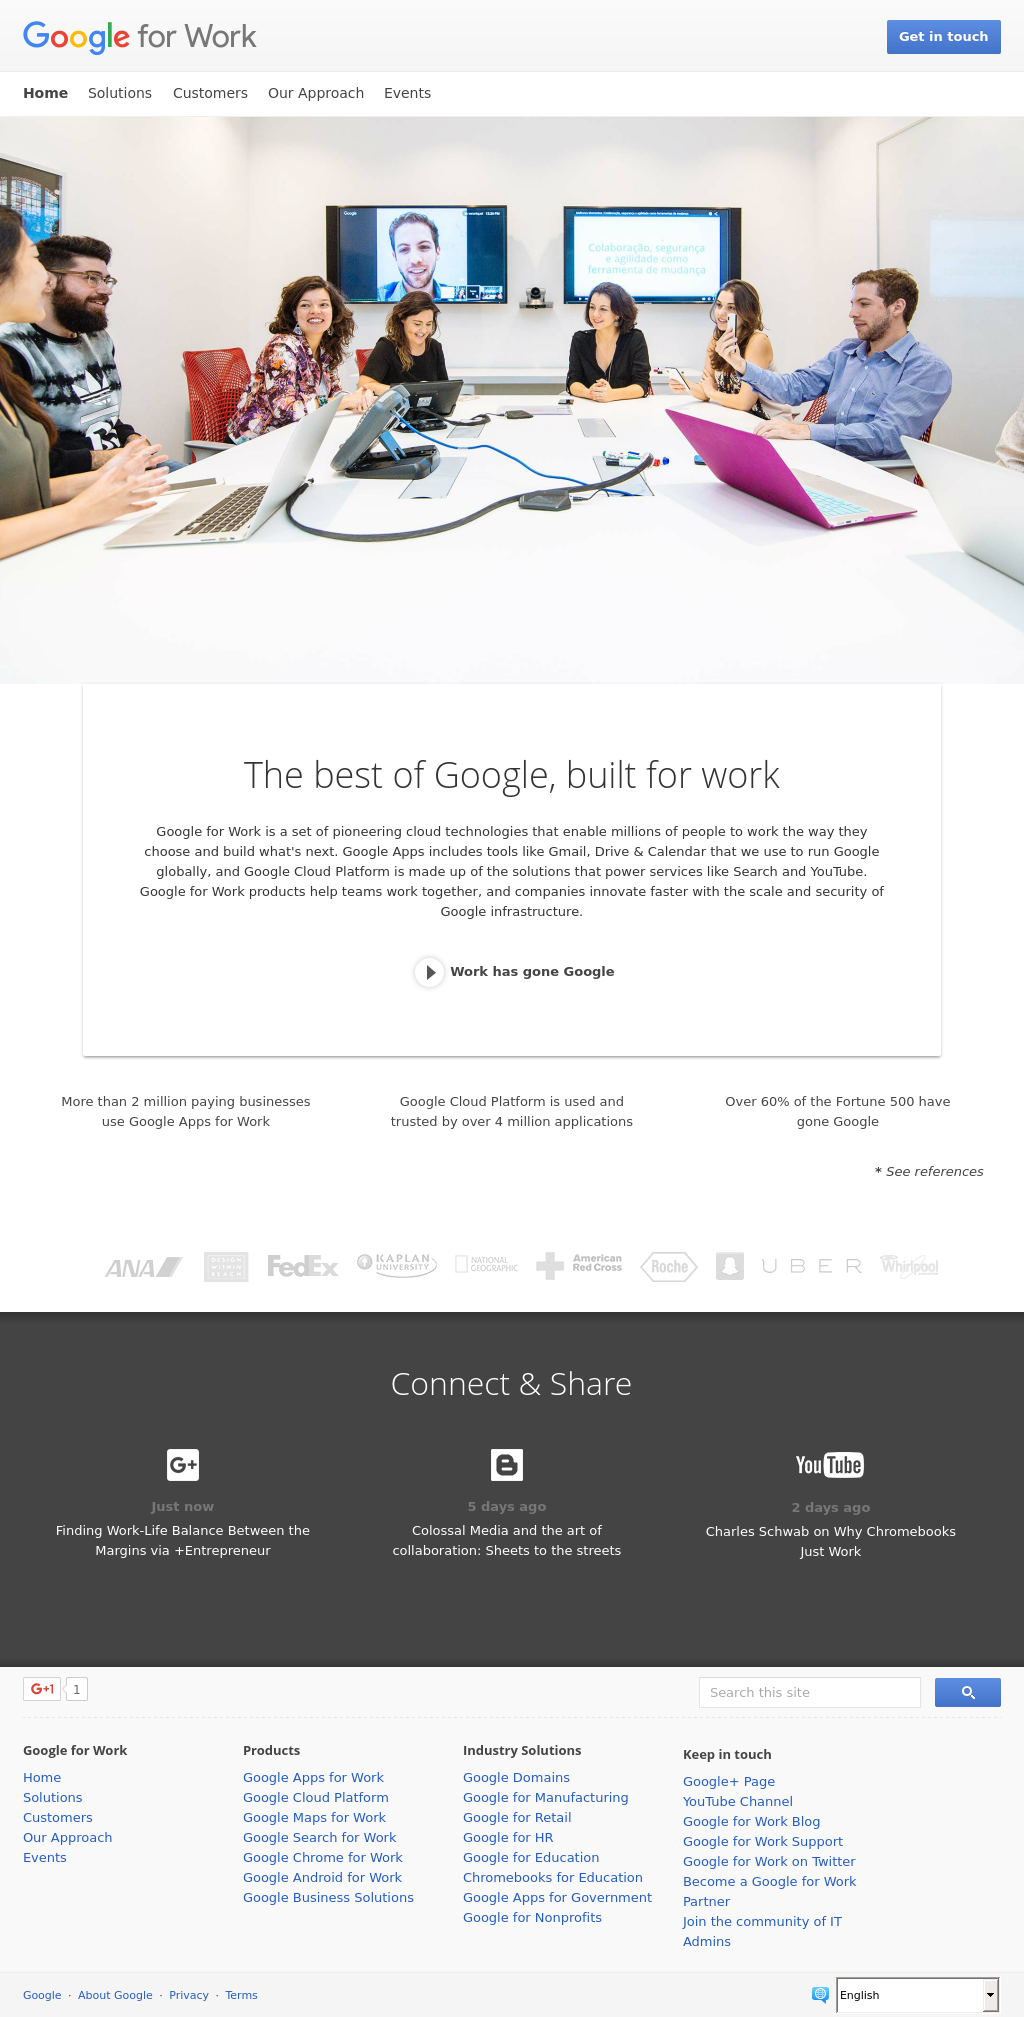 Google for Work
Get in touch
Home Solutions Customers Our Approach Events
Google
Colaboração, segurança
e agilidade como
ferramenta de mudança
The best of Google, built for work
Google for Work is a set of pioneering cloud technologies that enable millions of people to work the way they
choose and build what's next. Google Apps includes tools like Gmail, Drive & Calendar that we use to run Google
globally, and Google Cloud Platform is made up of the solutions that power services like Search and YouTube.
Google for Work products help teams work together, and companies innovate faster with the scale and security of
Google infrastructure.
Work has gone Google
More than 2 million paying businesses
use Google Apps for Work
Google Cloud Platform is used and
trusted by over 4 million applications
Over 60% of the Fortune 500 have
gone Google
* See references
ANA
DESIGN
WITHIN
REACH
FedEx
KAPLAN
UNIVERSITY
NATIONAL
GEOGRAPHIC
American
Red Cross
Roche
UBER
Whirlpool
Connect & Share
G+
You Tube
Just now
Finding Work-Life Balance Between the
Margins via +Entrepreneur
5 days ago
Colossal Media and the art of
collaboration: Sheets to the streets
2 days ago
Charles Schwab on Why Chromebooks
Just Work
G+1 1
Search this site
Google for Work
Home
Solutions
Customers
Our Approach
Events
Products
Google Apps for Work
Google Cloud Platform
Google Maps for Work
Google Search for Work
Google Chrome for Work
Google Android for Work
Google Business Solutions
Industry Solutions
Google Domains
Google for Manufacturing
Google for Retail
Google for HR
Google for Education
Chromebooks for Education
Google Apps for Government
Google for Nonprofits
Keep in touch
Google+ Page
YouTube Channel
Google for Work Blog
Google for Work Support
Google for Work on Twitter
Become a Google for Work
Partner
Join the community of IT
Admins
Google · About Google · Privacy · Terms
English